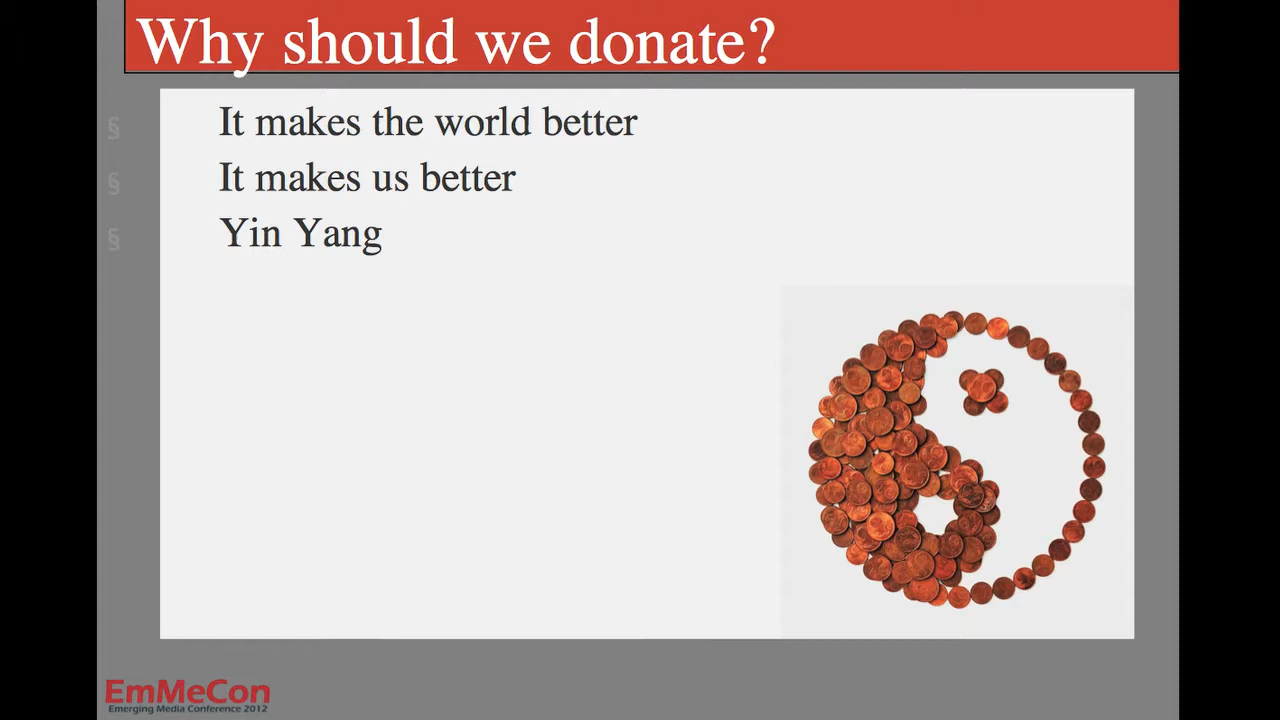 Why should we donate?
§ It makes the world better
§ It makes us better
§ Yin Yang
EmMeCon
Emerging Media Conference 2012